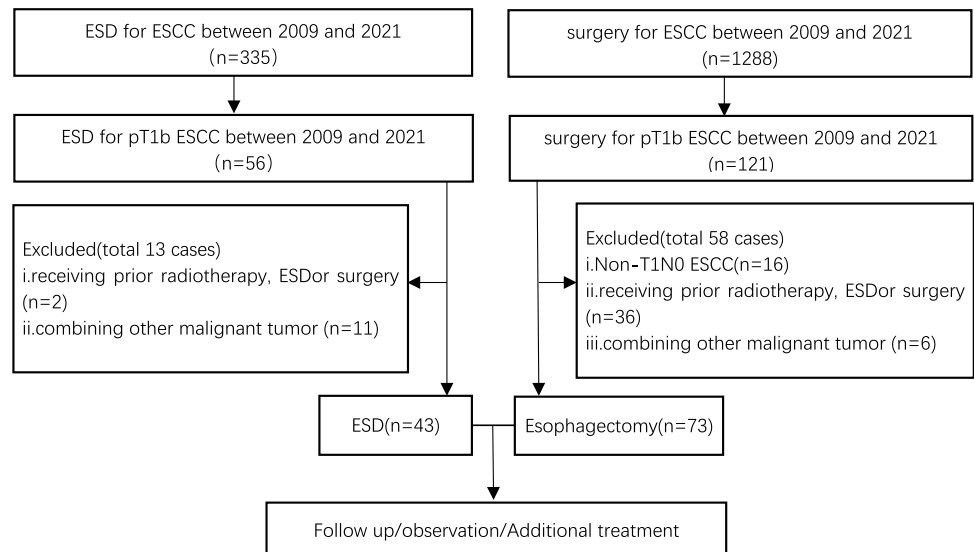 ESD for ESCC between 2009 and 2021
(n=335)
surgery for ESCC between 2009 and 2021
(n=1288)
ESD for pT1b ESCC between 2009 and 2021
(n=56)
surgery for pT1b ESCC between 2009 and 2021
(n=121)
Excluded(total 13 cases)
i.receiving prior radiotherapy, ESDor surgery
(n=2)
ii.combining other malignant tumor (n=11)
Excluded(total 58 cases)
i.Non-T1N0 ESCC(n=16)
ii.receiving prior radiotherapy, ESDor surgery
(n=36)
iii.combining other malignant tumor (n=6)
ESD(n=43)
Esophagectomy(n=73)
Follow up/observation/Additional treatment